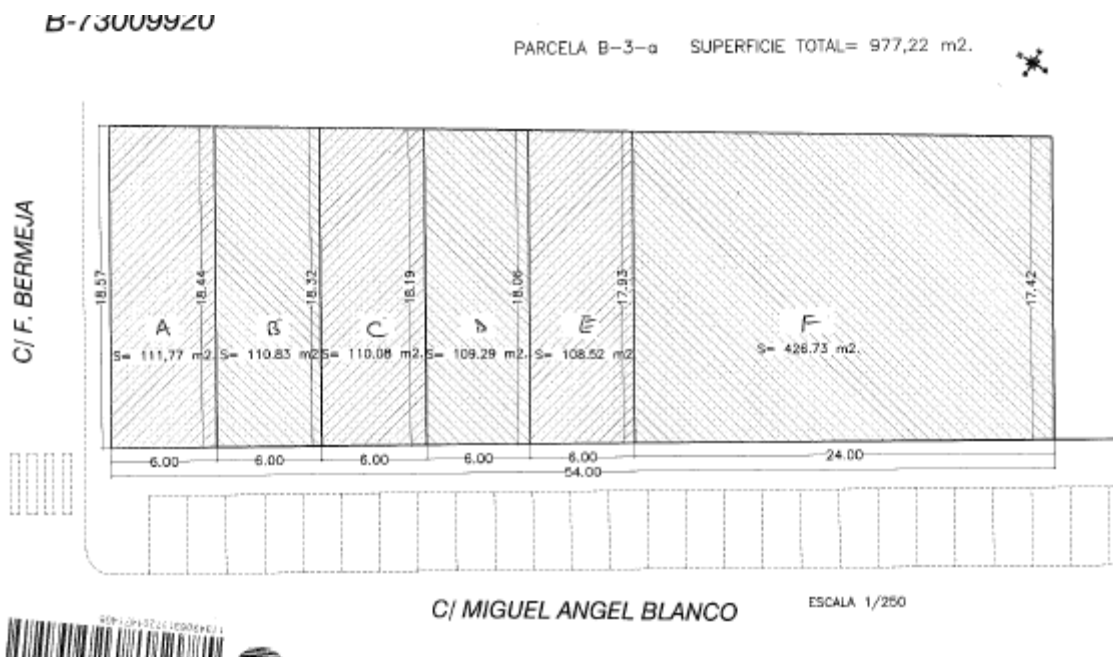 B-73009920
PARCELA B-3-a SUPERFICIE TOTAL= 977,22 m2.
C/ F. BERMEJA
18.57
18.44
18.32
18.19
18.06
17.93
17.42
A
B
C
D
E
F
S= 111,77 m2.
S= 110.83 m2
S= 110.08 m2.
S= 109.29 m2.
S= 108.52 m2
S= 426.73 m2.
6.00
6.00
6.00
6.00
6.00
24.00
54.00
C/ MIGUEL ANGEL BLANCO
ESCALA 1/250